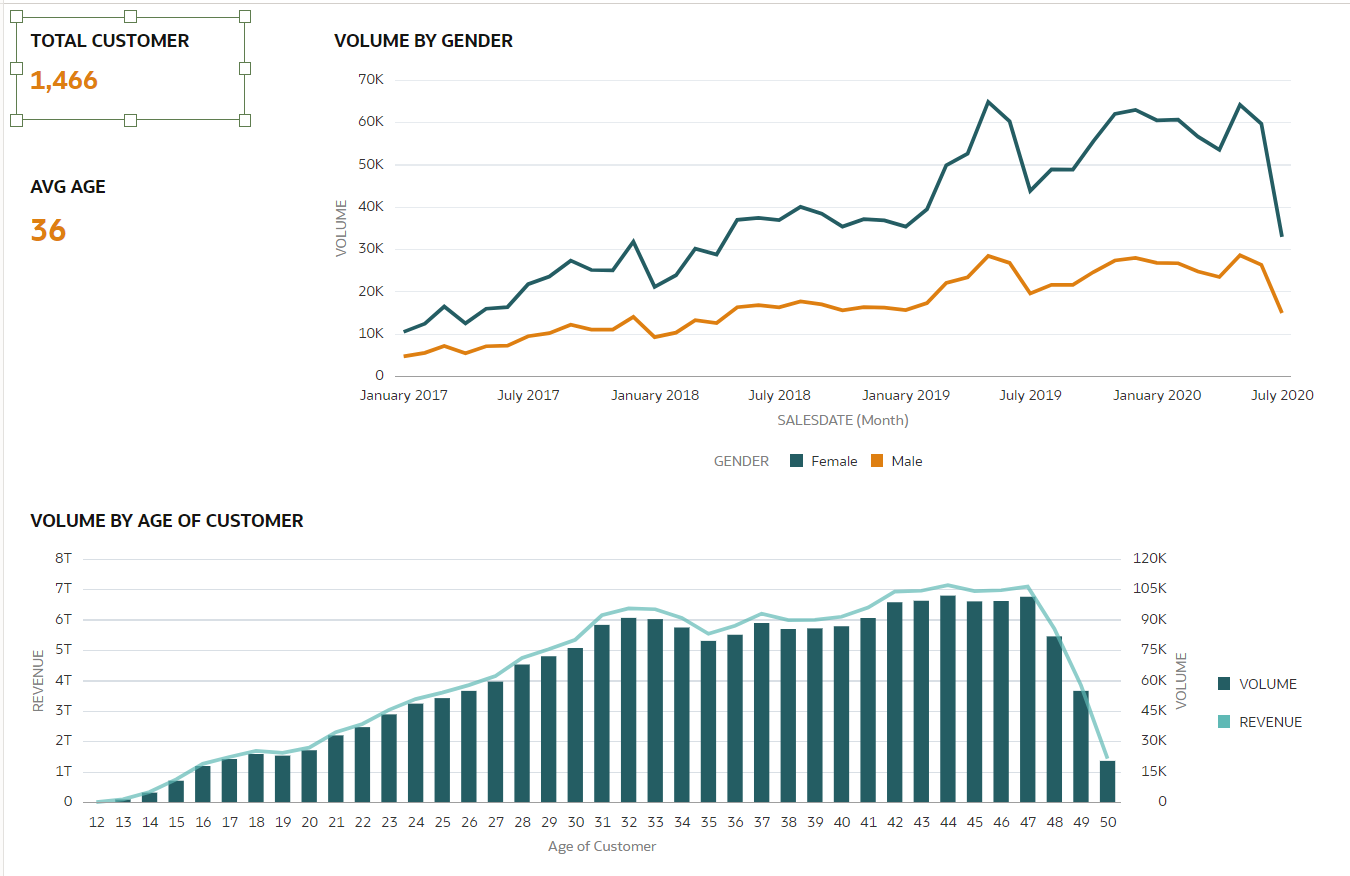 TOTAL CUSTOMER
1,466
AVG AGE
36
VOLUME BY GENDER
70K
60K
50K
40K
30K
20K
10K
0
VOLUME
January 2017 July 2017 January 2018 July 2018 January 2019 July 2019 January 2020 July 2020
SALESDATE (Month)
GENDER Female Male
VOLUME BY AGE OF CUSTOMER
8T
7T
6T
5T
4T
3T
2T
1T
0
REVENUE
120K
105K
90K
75K
60K
45K
30K
15K
0
VOLUME
12 13 14 15 16 17 18 19 20 21 22 23 24 25 26 27 28 29 30 31 32 33 34 35 36 37 38 39 40 41 42 43 44 45 46 47 48 49 50
Age of Customer
VOLUME
REVENUE